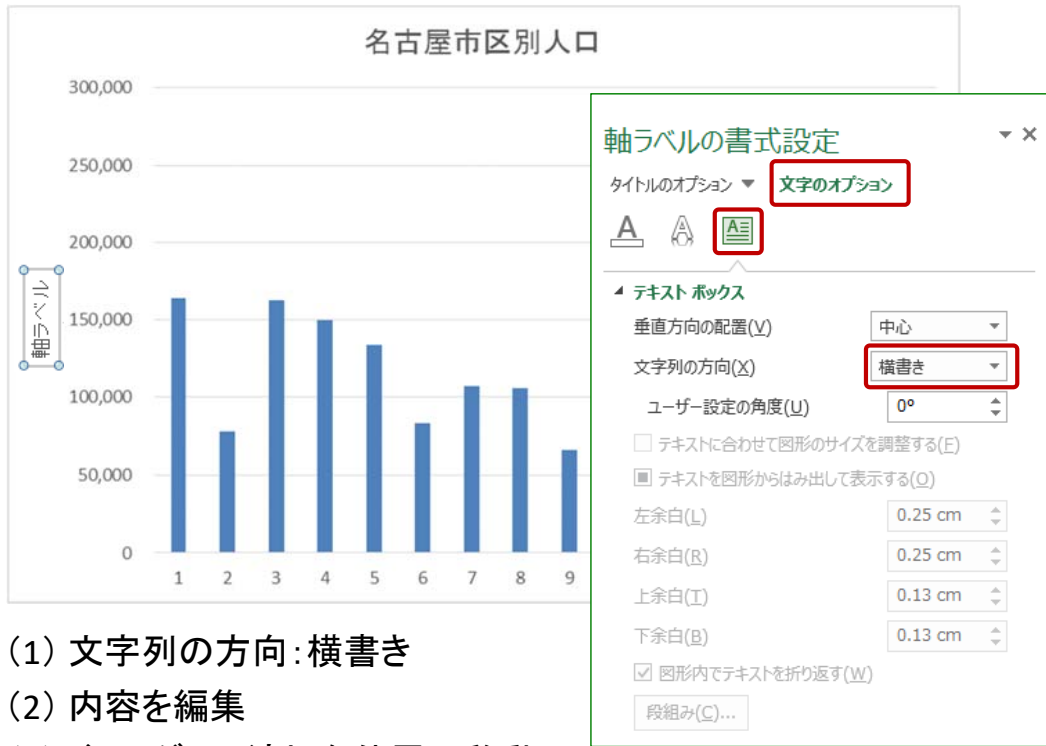 名古屋市区別人口
300,000
250,000
200,000
150,000
100,000
50,000
0
軸ラベル
1 2 3 4 5 6 7 8 9
軸ラベルの書式設定
タイトルのオプション 文字のオプション
テキスト ボックス
垂直方向の配置(V) 中心
文字列の方向(X) 横書き
ユーザー設定の角度(U) 0°
テキストに合わせて図形のサイズを調整する(F)
テキストを図形からはみ出して表示する(O)
左余白(L) 0.25 cm
右余白(R) 0.25 cm
上余白(T) 0.13 cm
下余白(B) 0.13 cm
図形内でテキストを折り返す(W)
段組み(C)...
(1) 文字列の方向:横書き
(2) 内容を編集